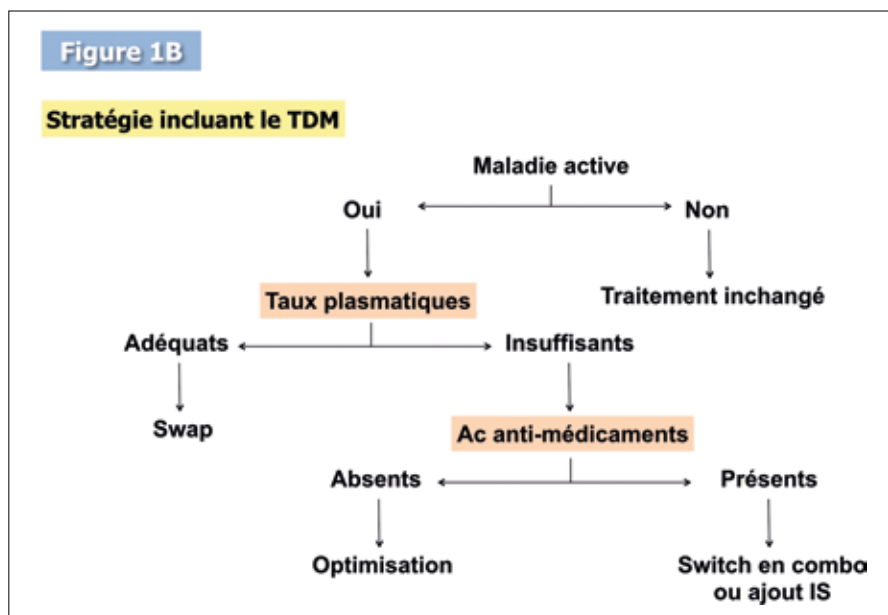 Figure 1B
Stratégie incluant le TDM
Maladie active
Oui
Non
Taux plasmatiques
Traitement inchangé
Adéquats
Insuffisants
Swap
Ac anti-médicaments
Absents
Présents
Optimisation
Switch en combo
ou ajout IS